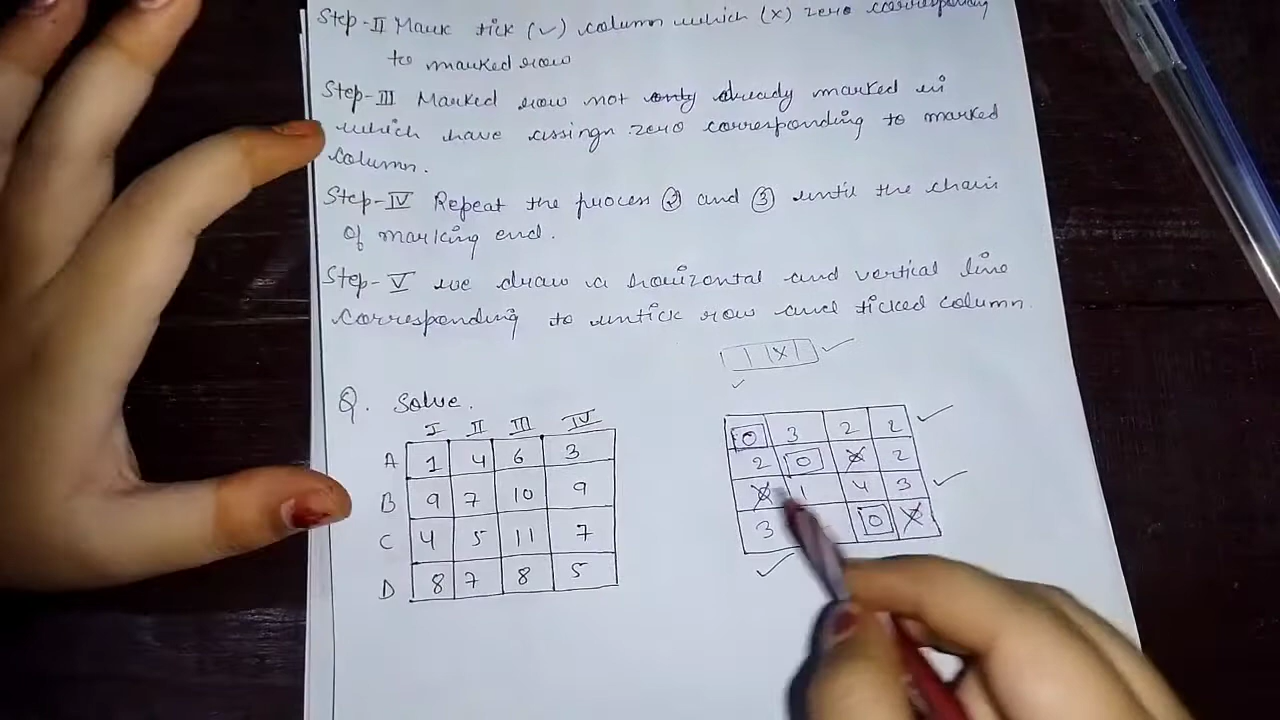 Step-II Mark tick (✓) column which (x) zero corresponding
to marked row
Step-III Marked row not only already marked in
which have assingn zero corresponding to marked
column.
Step-IV Repeat the process ② and ③ until the chain
of marking end.
Step-V we draw a horizontal and vertical line
corresponding to untick row and ticked column.
1 X ✓
✓
Q. Solve.
I II III IV
A 1 4 6 3
B 9 7 10 9
C 4 5 11 7
D 8 7 8 5
0 3 2 2 ✓
2 0 X 2
X 1 4 3 ✓
3 0 X
✓